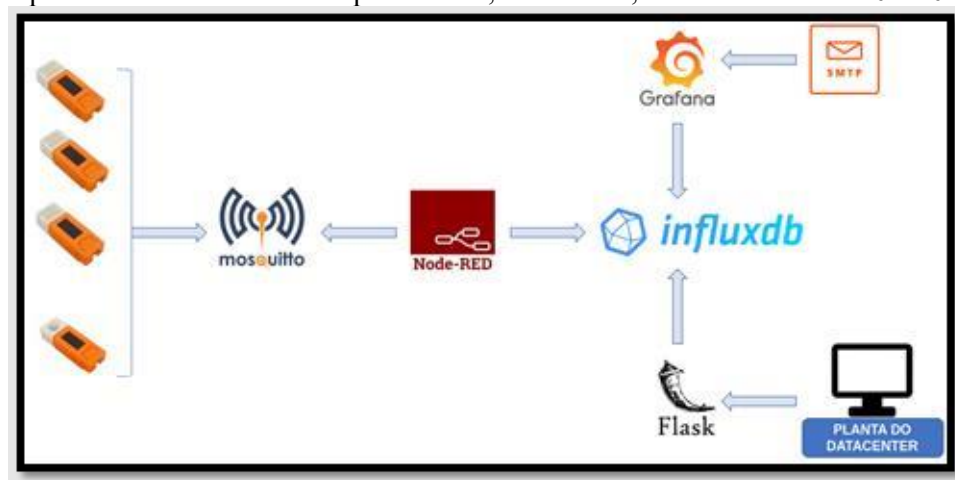 SMTP
Grafana
influxdb
mosquitto
Node-RED
Flask
PLANTA DO
DATACENTER